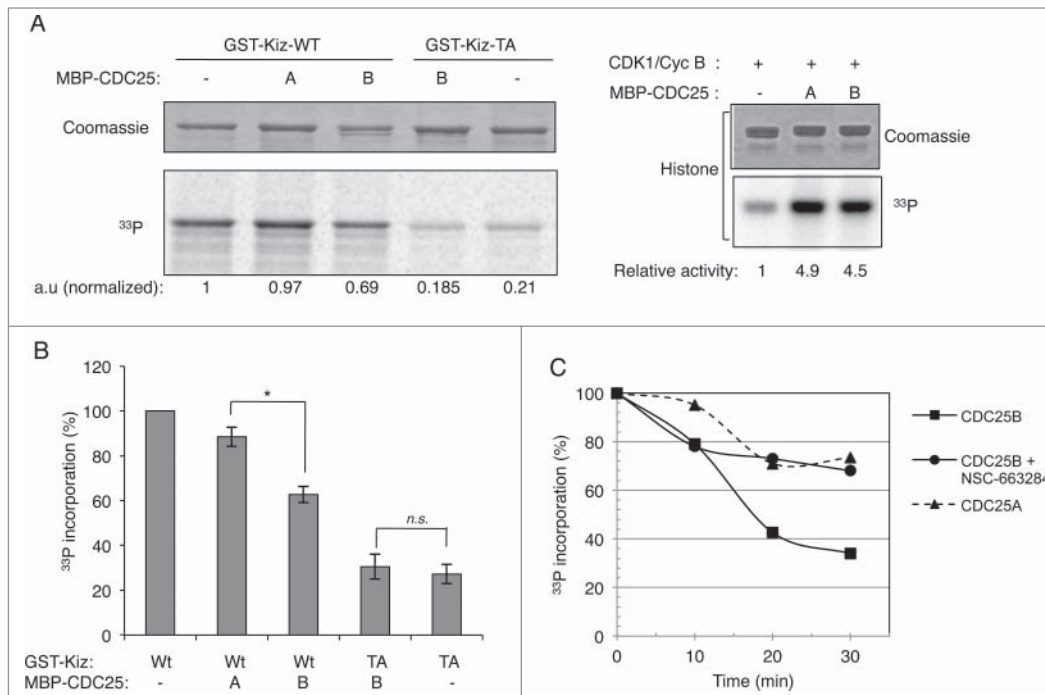 A
GST-Kiz-WT GST-Kiz-TA
MBP-CDC25: - A B B -
Coomassie
³³P
a.u (normalized): 1 0.97 0.69 0.185 0.21
CDK1/Cyc B : + + +
MBP-CDC25 : - A B
Histone
Coomassie
³³P
Relative activity: 1 4.9 4.5
B
³³P incorporation (%)
120
100
80
60
40
20
0
*
n.s.
GST-Kiz: Wt Wt Wt TA TA
MBP-CDC25: - A B B -
C
³³P incorporation (%)
100
80
60
40
20
0
0 10 20 30
Time (min)
CDC25B
CDC25B +
NSC-663284
CDC25A